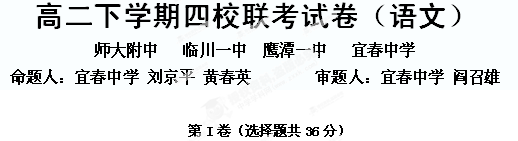 高二下学期四校联考试卷（语文）
师大附中 临川一中 鹰潭一中 宜春中学
命题人：宜春中学 刘京平 黄春英 审题人：宜春中学 阎召雄
第Ⅰ卷（选择题共36分）